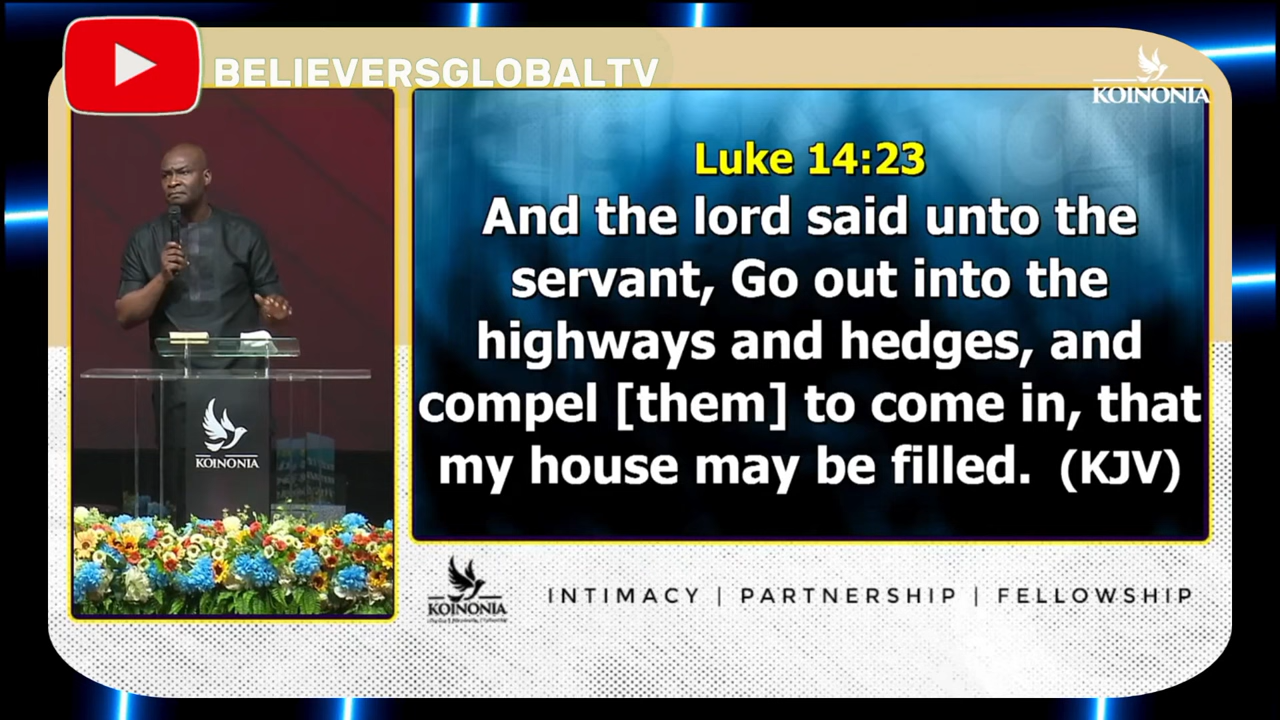 BELIEVERSGLOBALTV
KOINONIA
Luke 14:23
And the lord said unto the
servant, Go out into the
highways and hedges, and
compel [them] to come in, that
my house may be filled. (KJV)
KOINONIA
KOINONIA
INTIMACY | PARTNERSHIP | FELLOWSHIP